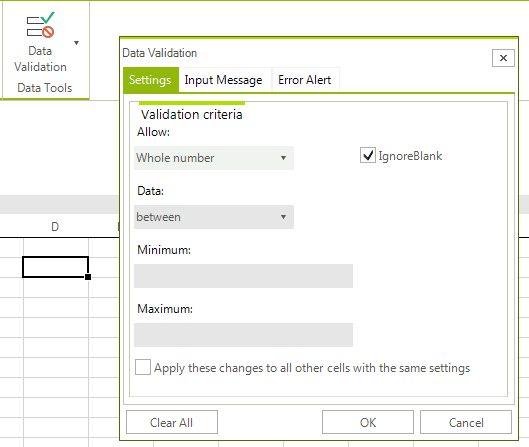 Data
Validation
Data Tools
D
Data Validation
Settings
Input Message
Error Alert
Validation criteria
Allow:
Whole number
IgnoreBlank
Data:
between
Minimum:
Maximum:
Apply these changes to all other cells with the same settings
Clear All
OK
Cancel